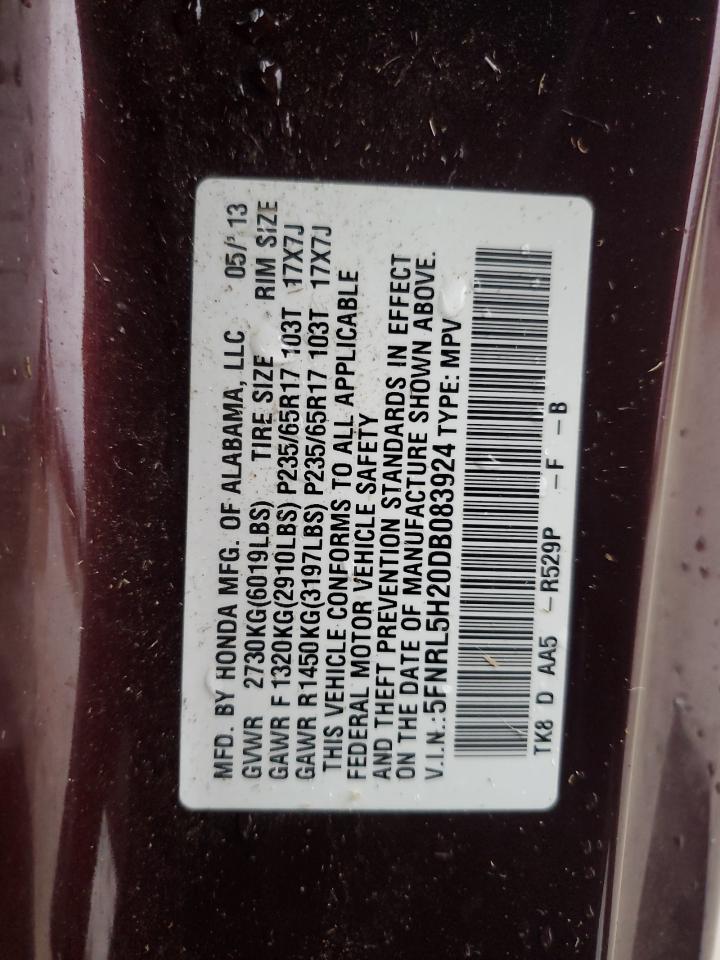 MFD. BY HONDA MFG. OF ALABAMA, LLC 05/13
GVWR 2730KG(6019LBS) TIRE SIZE RIM SIZE
GAWR F 1320KG(2910LBS) P235/65R17 103T 17X7J
GAWR R 1450KG(3197LBS) P235/65R17 103T 17X7J
THIS VEHICLE CONFORMS TO ALL APPLICABLE
FEDERAL MOTOR VEHICLE SAFETY
AND THEFT PREVENTION STANDARDS IN EFFECT
ON THE DATE OF MANUFACTURE SHOWN ABOVE.
V.I.N.:5FNRL5H20DB083924 TYPE: MPV
TK8 D AA5 -R529P -F -B